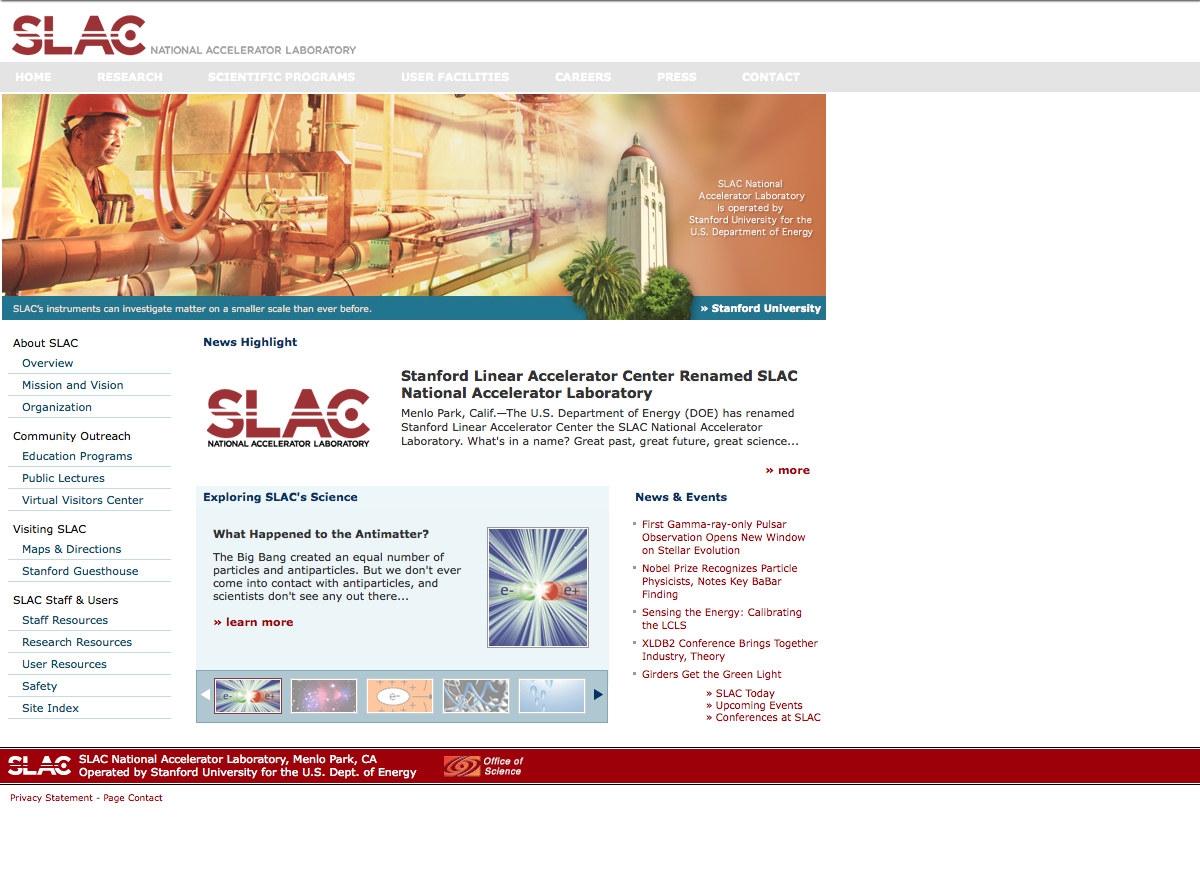 SLAC NATIONAL ACCELERATOR LABORATORY
HOME RESEARCH SCIENTIFIC PROGRAMS USER FACILITIES CAREERS PRESS CONTACT
SLAC National
Accelerator Laboratory
is operated by
Stanford University for the
U.S. Department of Energy
SLAC's instruments can investigate matter on a smaller scale than ever before.
» Stanford University
About SLAC
Overview
Mission and Vision
Organization
Community Outreach
Education Programs
Public Lectures
Virtual Visitors Center
Visiting SLAC
Maps & Directions
Stanford Guesthouse
SLAC Staff & Users
Staff Resources
Research Resources
User Resources
Safety
Site Index
News Highlight
SLAC
NATIONAL ACCELERATOR LABORATORY
Stanford Linear Accelerator Center Renamed SLAC
National Accelerator Laboratory
Menlo Park, Calif.—The U.S. Department of Energy (DOE) has renamed
Stanford Linear Accelerator Center the SLAC National Accelerator
Laboratory. What's in a name? Great past, great future, great science...
» more
Exploring SLAC's Science
What Happened to the Antimatter?
The Big Bang created an equal number of
particles and antiparticles. But we don't ever
come into contact with antiparticles, and
scientists don't see any out there...
» learn more
e- e+
e- e+
e-
News & Events
First Gamma-ray-only Pulsar
Observation Opens New Window
on Stellar Evolution
Nobel Prize Recognizes Particle
Physicists, Notes Key BaBar
Finding
Sensing the Energy: Calibrating
the LCLS
XLDB2 Conference Brings Together
Industry, Theory
Girders Get the Green Light
» SLAC Today
» Upcoming Events
» Conferences at SLAC
SLAC
SLAC National Accelerator Laboratory, Menlo Park, CA
Operated by Stanford University for the U.S. Dept. of Energy
Office of
Science
Privacy Statement - Page Contact